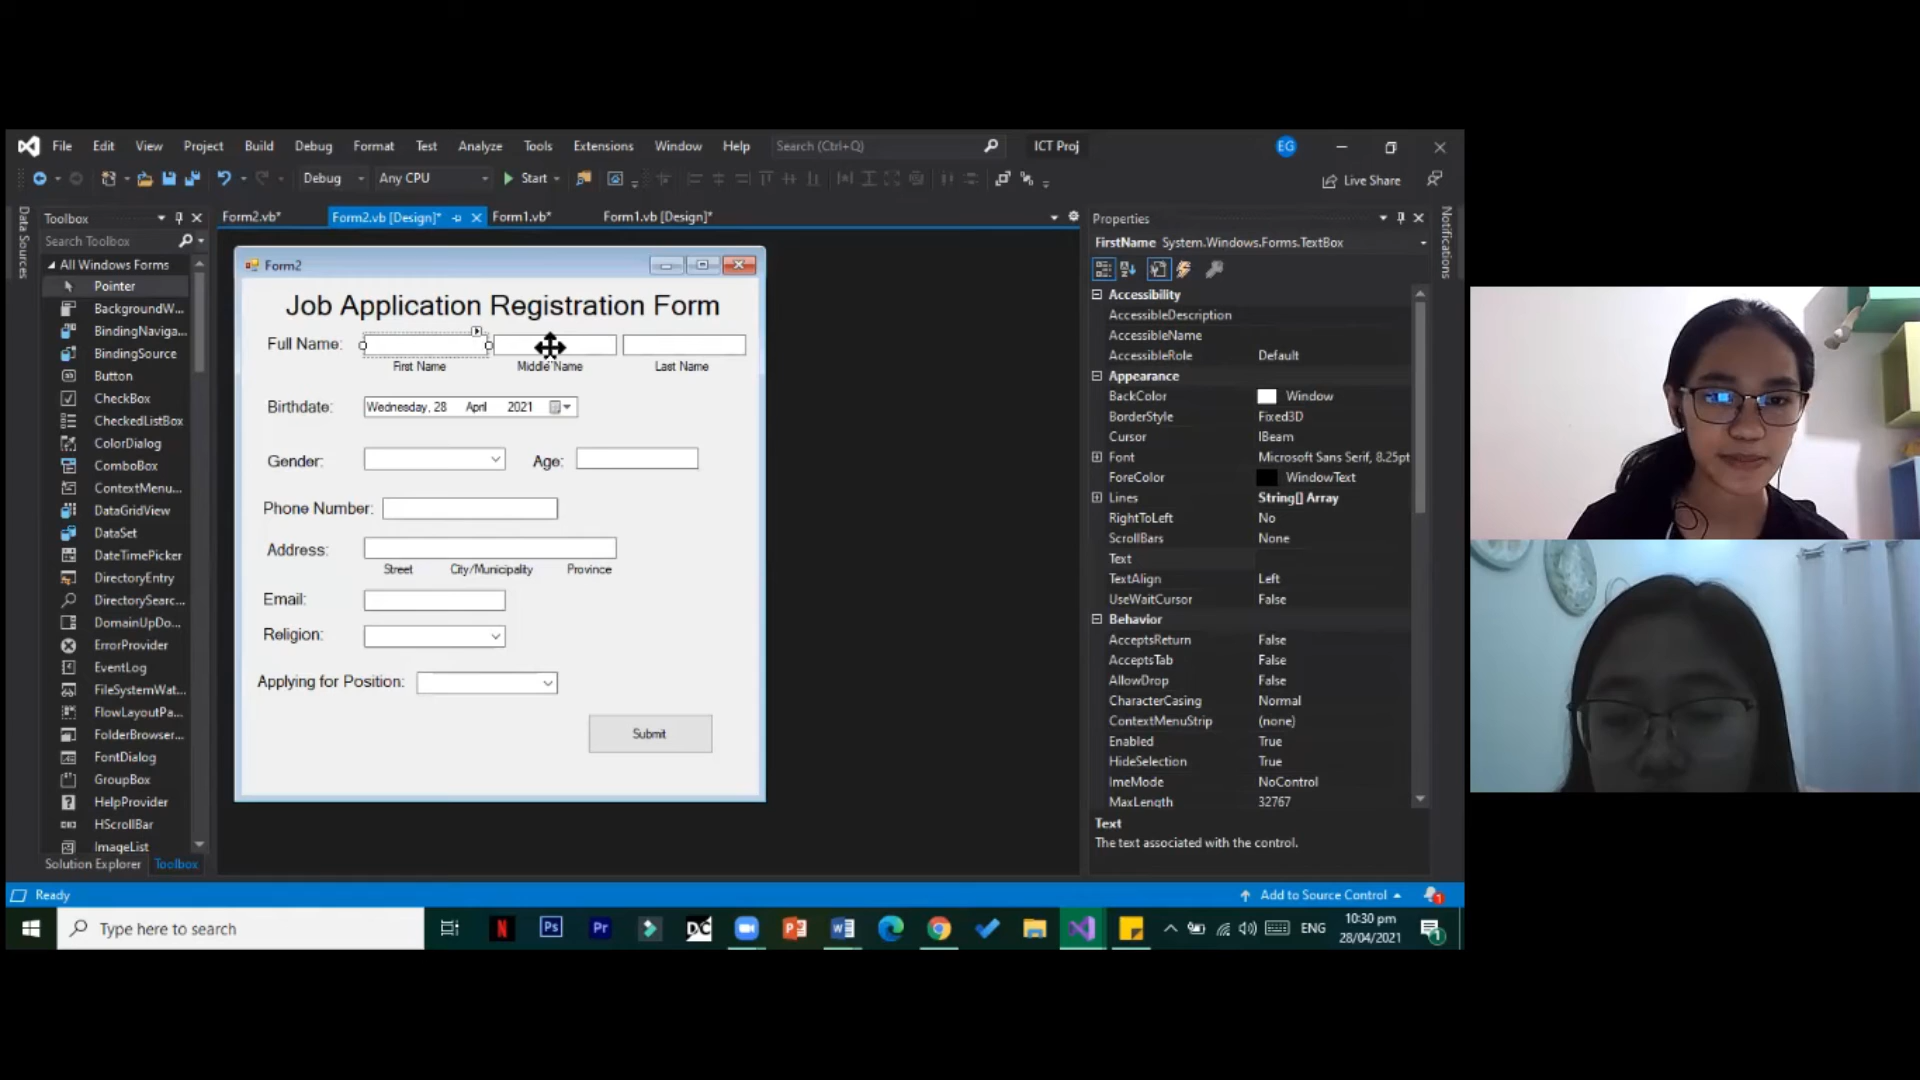 File Edit View Project Build Debug Format Test Analyze Tools Extensions Window Help Search (Ctrl+Q) ICT Proj EG
Debug Any CPU Start Live Share
Data Sources
Toolbox
Search Toolbox
All Windows Forms
Pointer
BackgroundW...
BindingNaviga...
BindingSource
Button
CheckBox
CheckedListBox
ColorDialog
ComboBox
ContextMenu...
DataGridView
DataSet
DateTimePicker
DirectoryEntry
DirectorySearc...
DomainUpDo...
ErrorProvider
EventLog
FileSystemWat...
FlowLayoutPa...
FolderBrowser...
FontDialog
GroupBox
HelpProvider
HScrollBar
ImageList
Solution Explorer Toolbox
Form2.vb* Form2.vb [Design]* Form1.vb* Form1.vb [Design]*
Form2
Job Application Registration Form
Full Name:
First Name Middle Name Last Name
Birthdate: Wednesday, 28 April 2021
Gender: Age:
Phone Number:
Address:
Street City/Municipality Province
Email:
Religion:
Applying for Position:
Submit
Properties
FirstName System.Windows.Forms.TextBox
Accessibility
AccessibleDescription
AccessibleName
AccessibleRole Default
Appearance
BackColor Window
BorderStyle Fixed3D
Cursor IBeam
Font Microsoft Sans Serif, 8.25pt
ForeColor WindowText
Lines String[] Array
RightToLeft No
ScrollBars None
Text
TextAlign Left
UseWaitCursor False
Behavior
AcceptsReturn False
AcceptsTab False
AllowDrop False
CharacterCasing Normal
ContextMenuStrip (none)
Enabled True
HideSelection True
ImeMode NoControl
MaxLength 32767
Text
The text associated with the control.
Notifications
Ready Add to Source Control 1
Type here to search N Ps Pr DC P W ENG 10:30 pm
28/04/2021 1